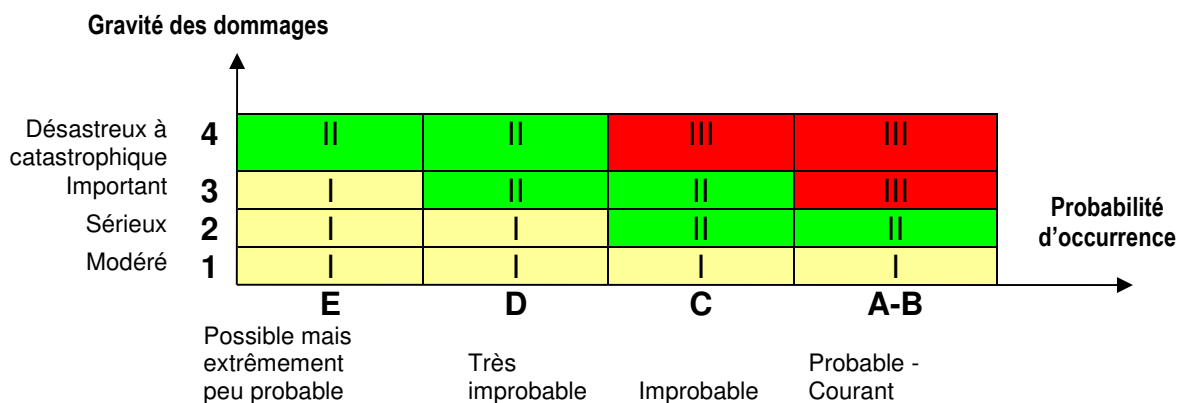 Gravité des dommages
Désastreux à
catastrophique
4
II
II
III
III
Important
3
I
II
II
III
Sérieux
2
I
I
II
II
Modéré
1
I
I
I
I
Probabilité
d’occurrence
E
D
C
A-B
Possible mais
extrêmement
peu probable
Très
improbable
Improbable
Probable -
Courant